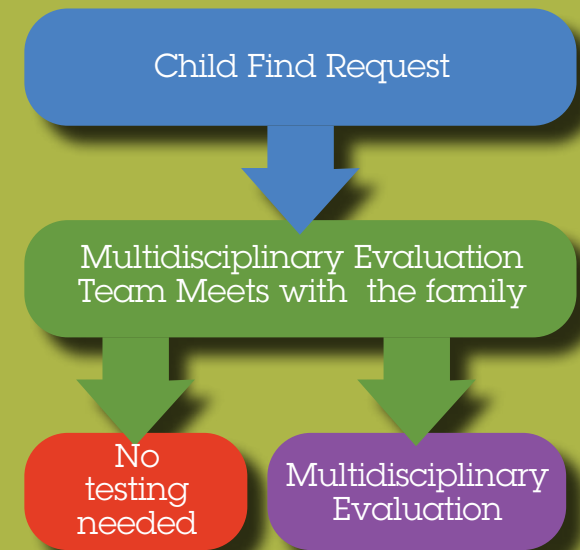 Child Find Request
Multidisciplinary Evaluation
Team Meets with the family
No
testing
needed
Multidisciplinary
Evaluation